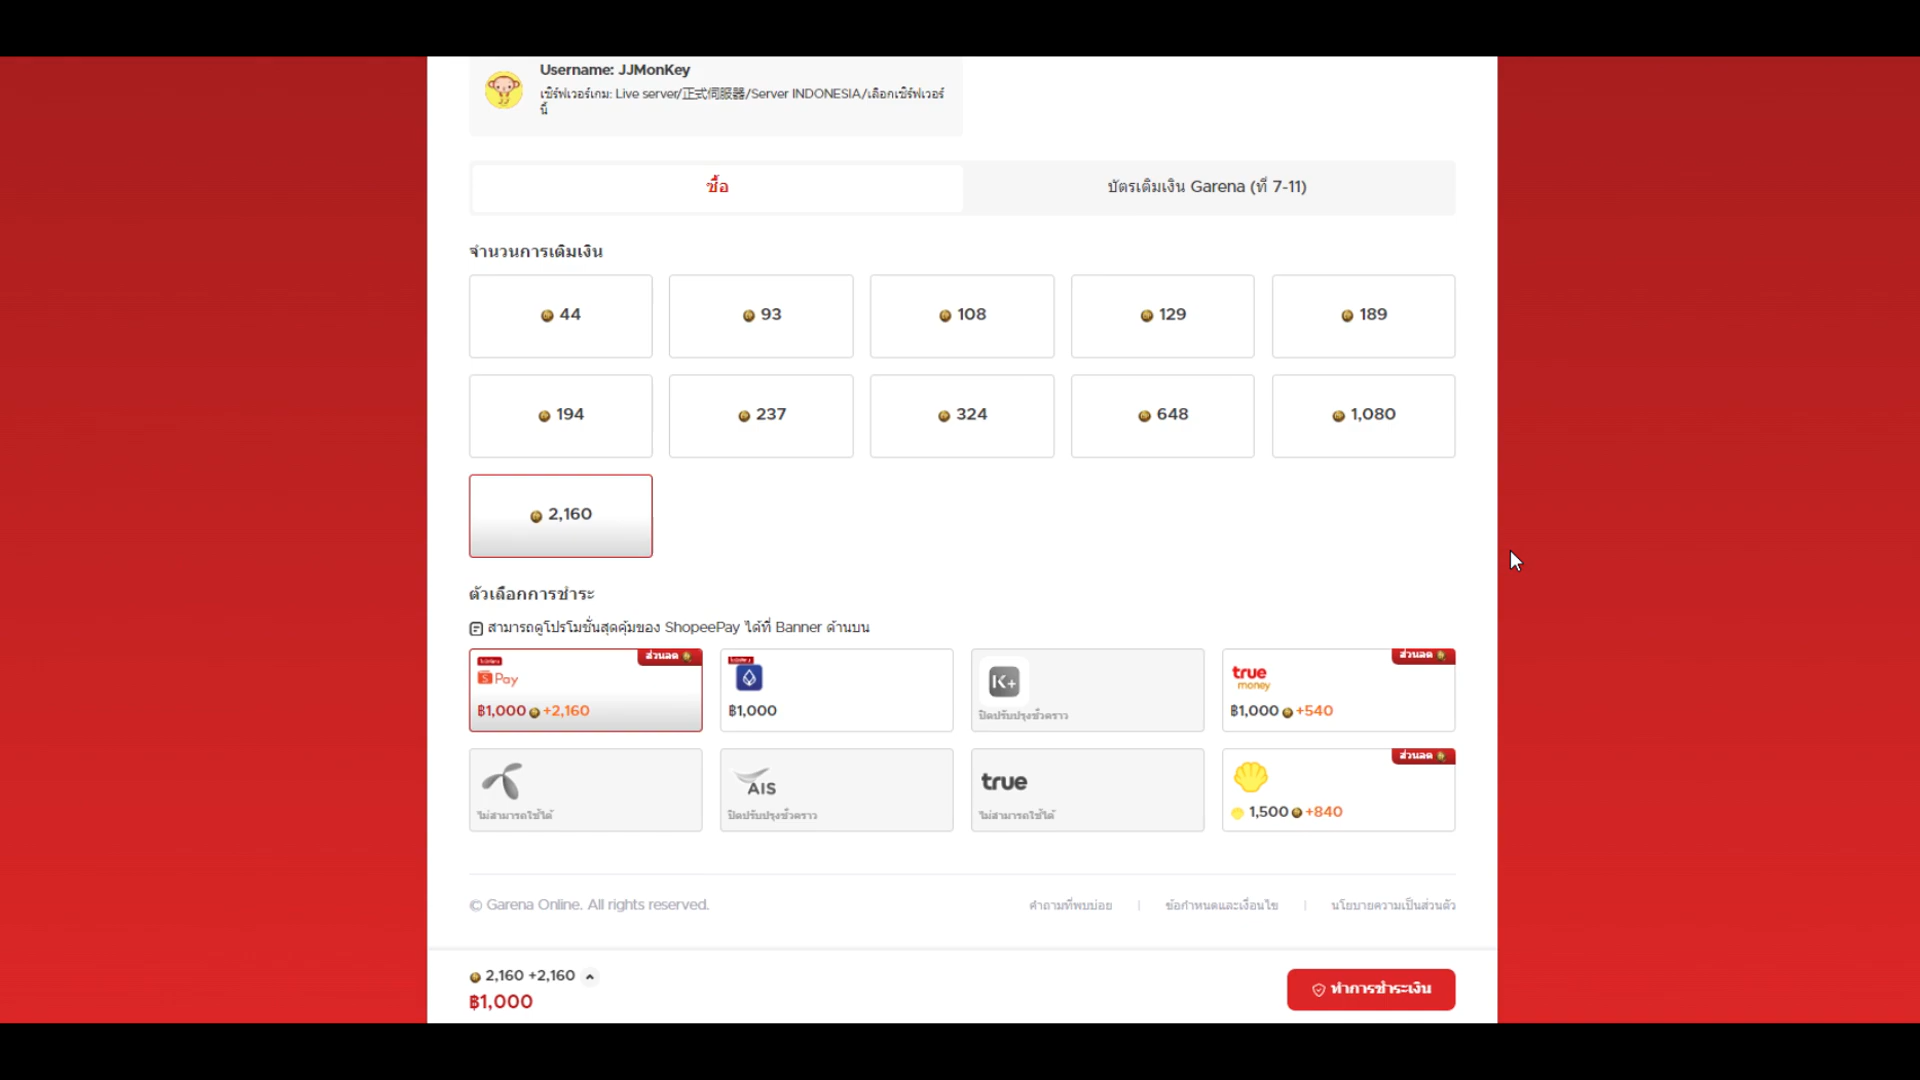 Username: JJMonKey
เซิร์ฟเวอร์เกม: Live server/正式伺服器/Server INDONESIA/เลือกเซิร์ฟเวอร์
นี้
ซื้อ
บัตรเติมเงิน Garena (ที่ 7-11)
จำนวนการเติมเงิน
44
93
108
129
189
194
237
324
648
1,080
2,160
ตัวเลือกการชำระ
สามารถดูโปรโมชั่นสุดคุ้มของ ShopeePay ได้ที่ Banner ด้านบน
ส่วนลด
S Pay
฿1,000 +2,160
฿1,000
K+
ปิดปรับปรุงชั่วคราว
ส่วนลด
true
money
฿1,000 +540
ไม่สามารถใช้ได้
AIS
ปิดปรับปรุงชั่วคราว
true
ไม่สามารถใช้ได้
ส่วนลด
1,500 +840
© Garena Online. All rights reserved.
คำถามที่พบบ่อย | ข้อกำหนดและเงื่อนไข | นโยบายความเป็นส่วนตัว
2,160 +2,160
฿1,000
ทำการชำระเงิน